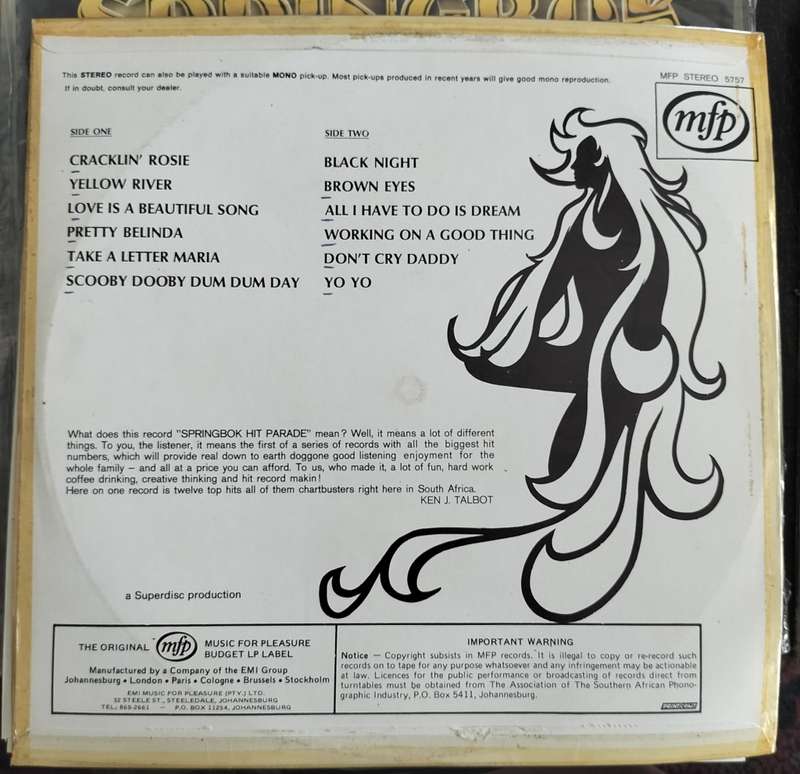 This STEREO record can also be played with a suitable MONO pick-up. Most pick-ups produced in recent years will give good mono reproduction.
If in doubt, consult your dealer.
MFP STEREO 5757
mfp
SIDE ONE
CRACKLIN' ROSIE
YELLOW RIVER
LOVE IS A BEAUTIFUL SONG
PRETTY BELINDA
TAKE A LETTER MARIA
SCOOBY DOOBY DUM DUM DAY
SIDE TWO
BLACK NIGHT
BROWN EYES
ALL I HAVE TO DO IS DREAM
WORKING ON A GOOD THING
DON'T CRY DADDY
YO YO
What does this record "SPRINGBOK HIT PARADE" mean? Well, it means a lot of different
things. To you, the listener, it means the first of a series of records with all the biggest hit
numbers, which will provide real down to earth doggone good listening enjoyment for the
whole family – and all at a price you can afford. To us, who made it, a lot of fun, hard work
coffee drinking, creative thinking and hit record makin!
Here on one record is twelve top hits all of them chartbusters right here in South Africa.
KEN J. TALBOT
a Superdisc production
THE ORIGINAL mfp MUSIC FOR PLEASURE
BUDGET LP LABEL
Manufactured by a Company of the EMI Group
Johannesburg • London • Paris • Cologne • Brussels • Stockholm
EMI MUSIC FOR PLEASURE (PTY.) LTD.
32 STEELE ST., STEELEDALE, JOHANNESBURG
TEL.: 869-2661 – P.O. BOX 11254, JOHANNESBURG
IMPORTANT WARNING
Notice – Copyright subsists in MFP records. It is illegal to copy or re-record such
records on to tape for any purpose whatsoever and any infringement may be actionable
at law. Licences for the public performance or broadcasting of records direct from
turntables must be obtained from The Association of The Southern African Phono-
graphic Industry, P.O. Box 5411, Johannesburg.